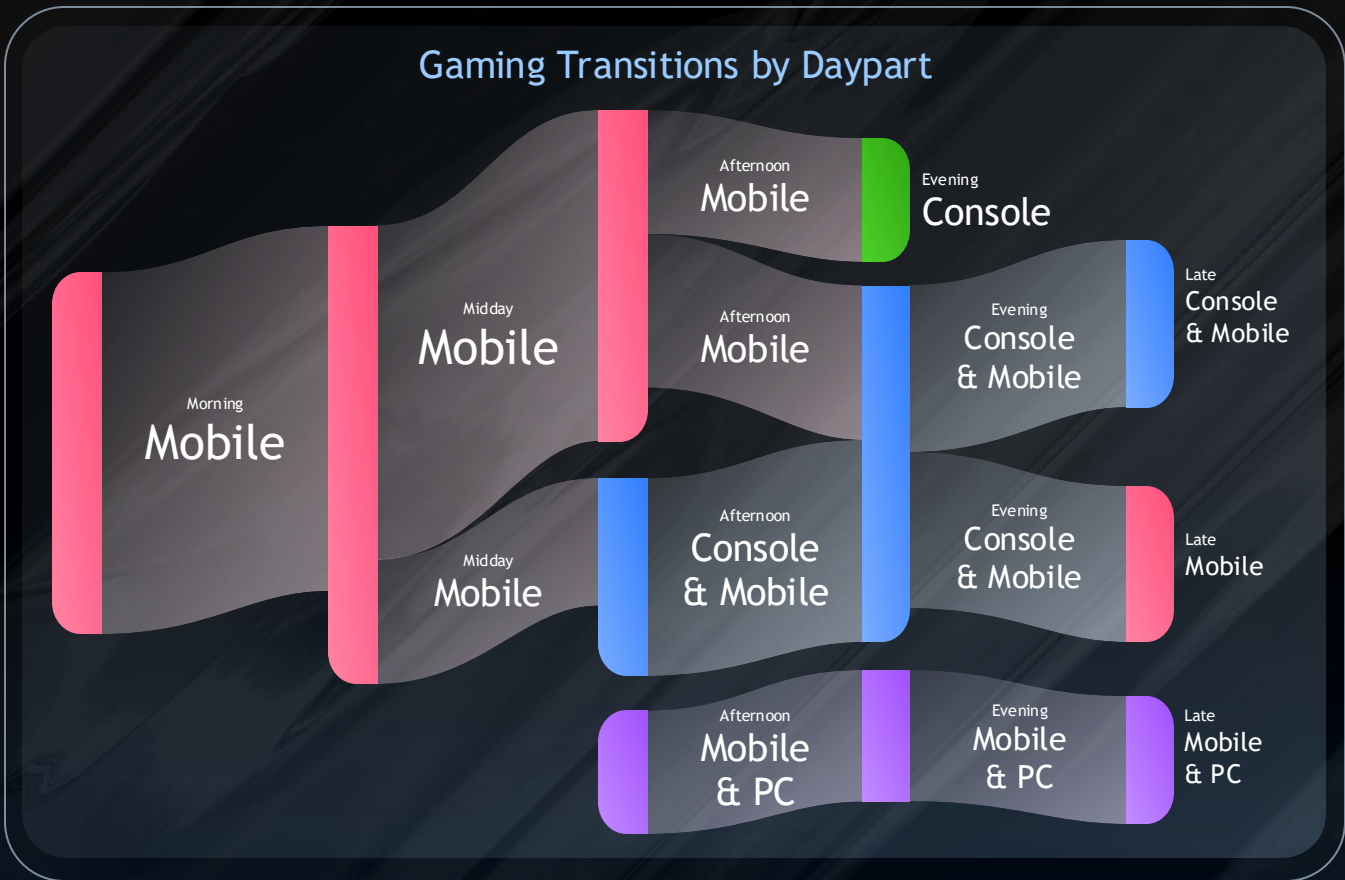 Gaming Transitions by Daypart
Morning
Mobile
Midday
Mobile
Midday
Mobile
Afternoon
Mobile
Afternoon
Mobile
Afternoon
Console
& Mobile
Afternoon
Mobile
& PC
Evening
Console
Evening
Console
& Mobile
Evening
Console
& Mobile
Evening
Mobile
& PC
Late
Console
& Mobile
Late
Mobile
Late
Mobile
& PC